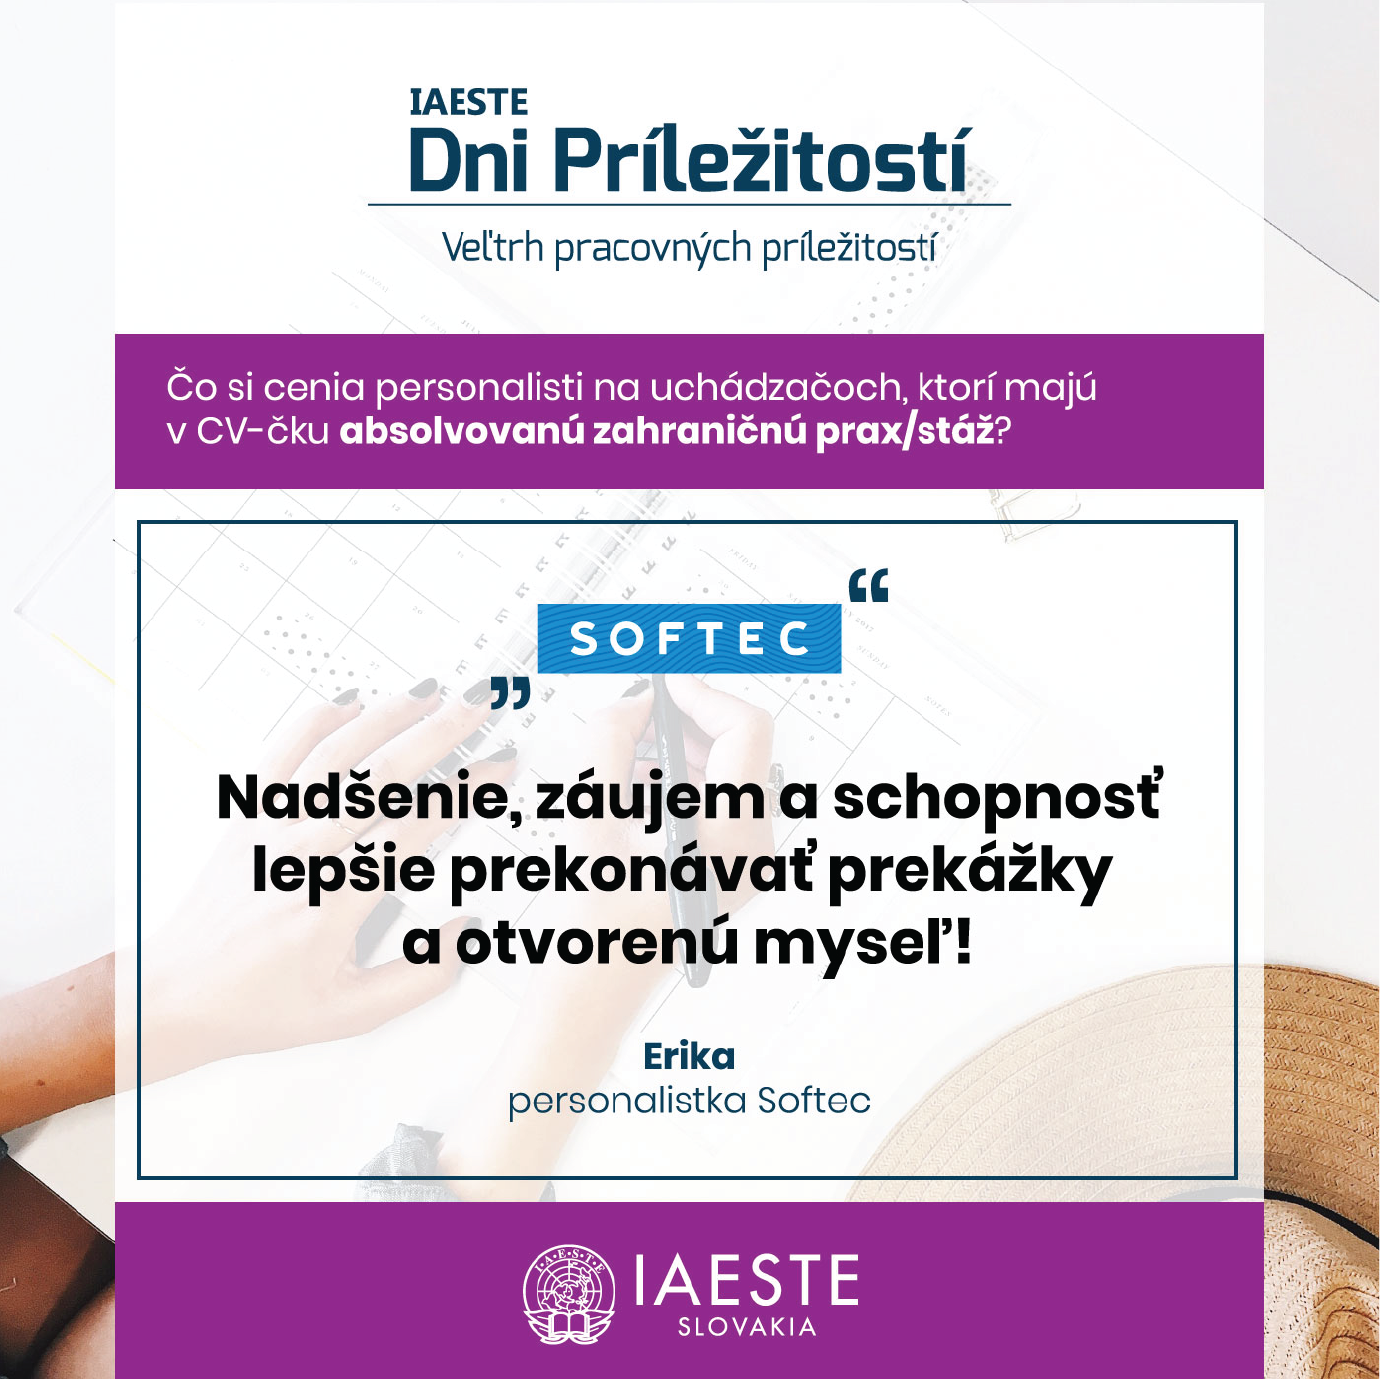 IAESTE
Dni Príležitostí
Veľtrh pracovných príležitostí
Čo si cenia personalisti na uchádzačoch, ktorí majú
v CV-čku absolvovanú zahraničnú prax/stáž?
“
SOFTEC
”
Nadšenie, záujem a schopnosť
lepšie prekonávať prekážky
a otvorenú myseľ!
Erika
personalistka Softec
I·A·E·S·T·E
IAESTE
SLOVAKIA